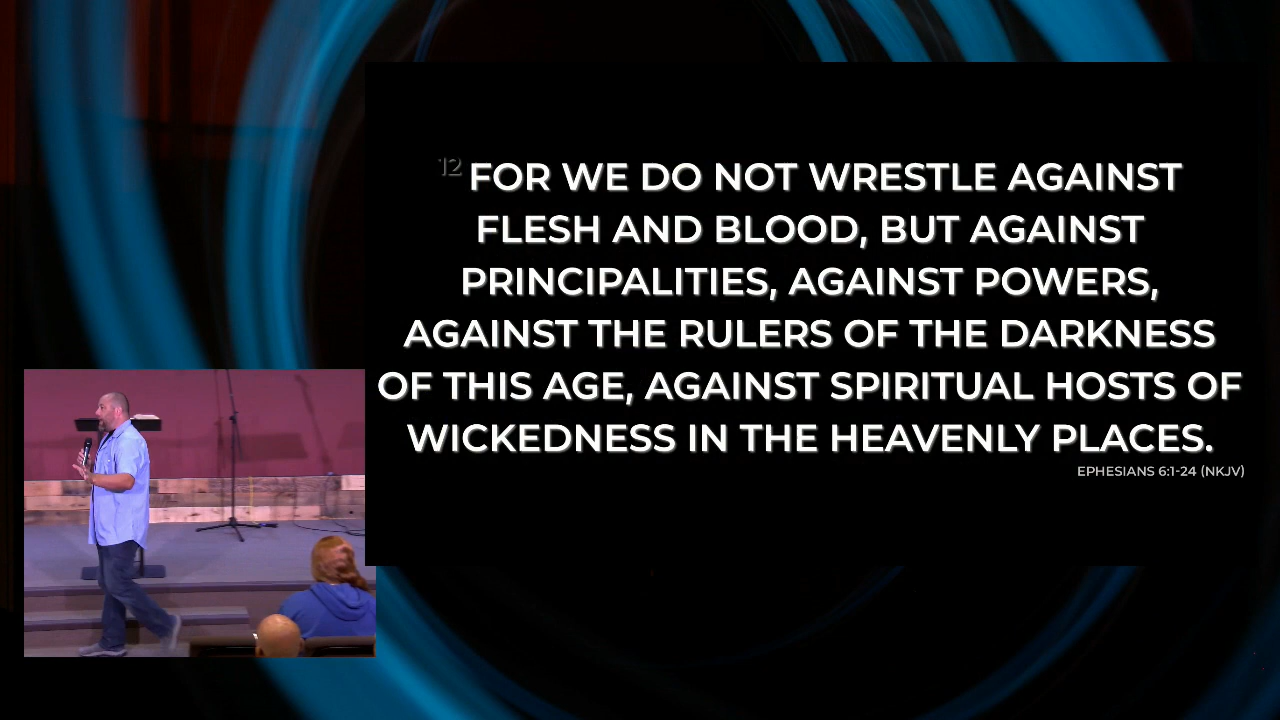 12 FOR WE DO NOT WRESTLE AGAINST
FLESH AND BLOOD, BUT AGAINST
PRINCIPALITIES, AGAINST POWERS,
AGAINST THE RULERS OF THE DARKNESS
OF THIS AGE, AGAINST SPIRITUAL HOSTS OF
WICKEDNESS IN THE HEAVENLY PLACES.
EPHESIANS 6:1-24 (NKJV)